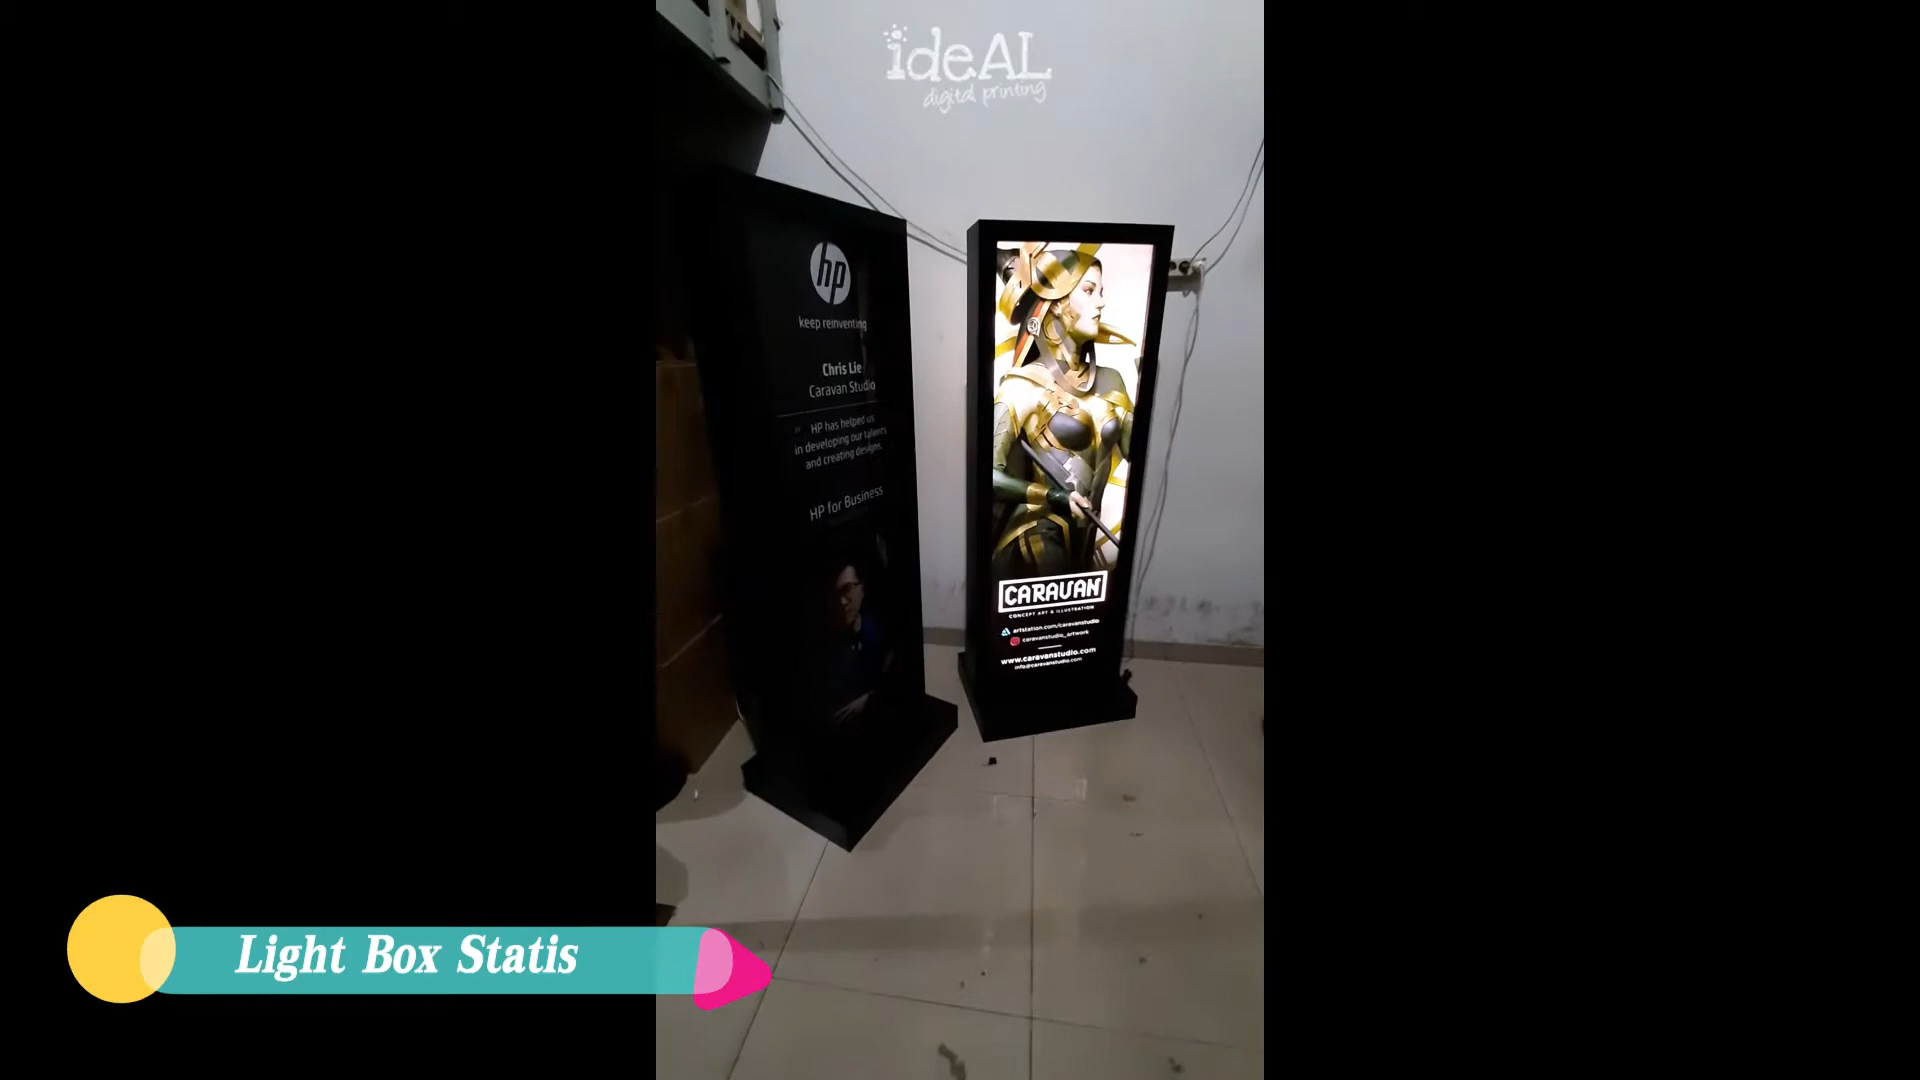 ideAL
digital printing
hp
keep reinventing
Chris Lie
Caravan Studio
" HP has helped us
in developing our talents
and creating designs.
HP for Business
CARAVAN
CONCEPT ART & ILLUSTRATION
artstation.com/caravanstudio
caravanstudio_artwork
www.caravanstudio.com
info@caravanstudio.com
Light Box Statis